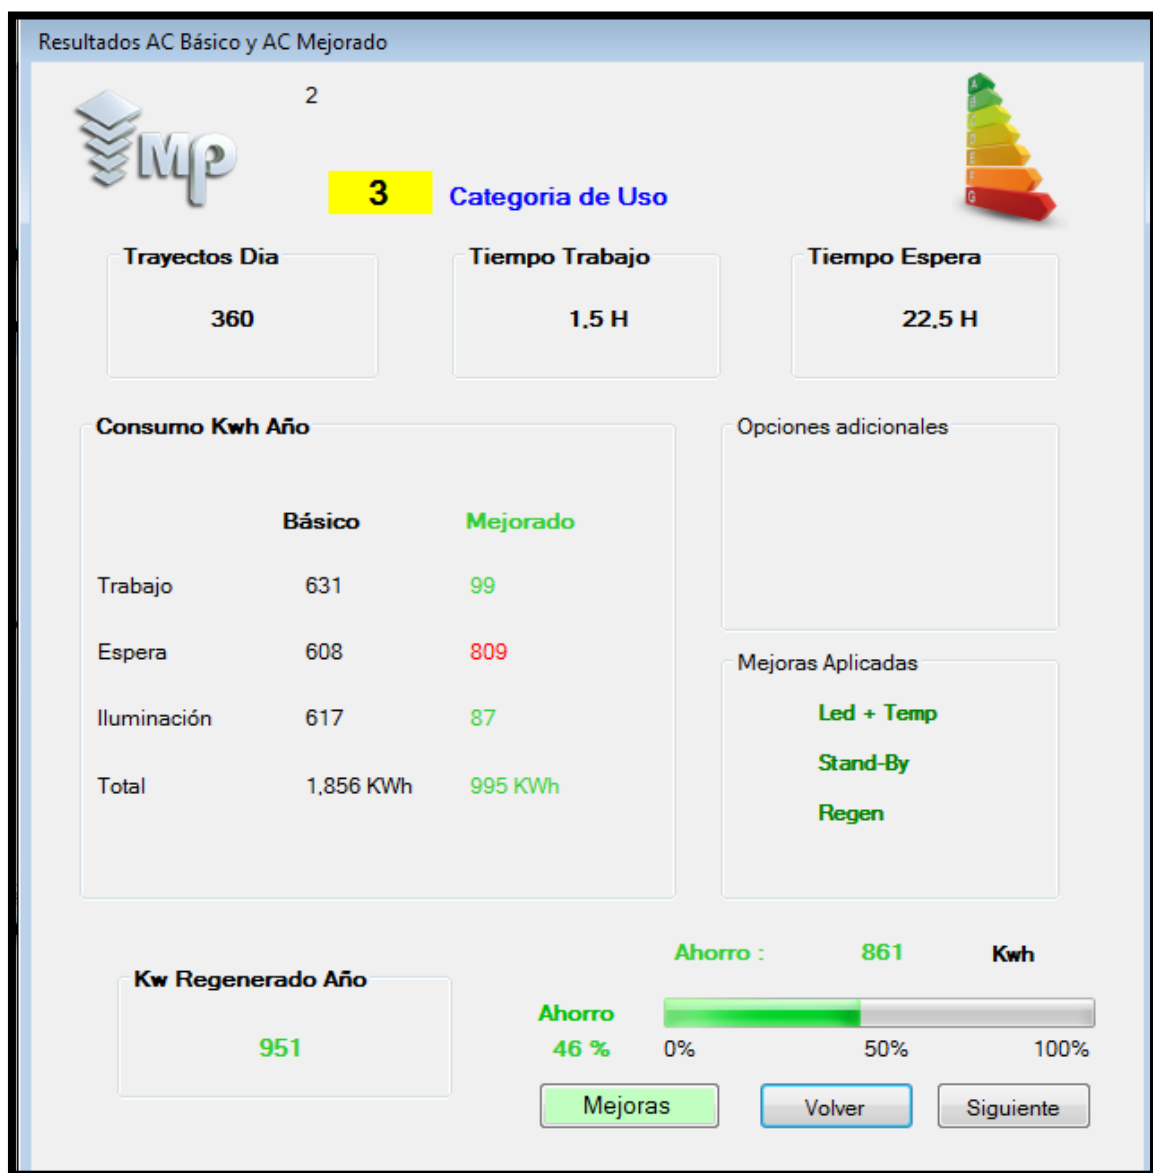 Resultados AC Básico y AC Mejorado
2
Mp
A
B
C
D
E
F
G
3 Categoria de Uso
Trayectos Dia Tiempo Trabajo Tiempo Espera
360 1,5 H 22,5 H
Consumo Kwh Año Opciones adicionales
Básico Mejorado
Trabajo 631 99
Espera 608 809
Mejoras Aplicadas
Iluminación 617 87
Led + Temp
Stand-By
Total 1,856 KWh 995 KWh
Regen
Ahorro : 861 Kwh
Kw Regenerado Año
951
Ahorro
46 % 0% 50% 100%
Mejoras Volver Siguiente